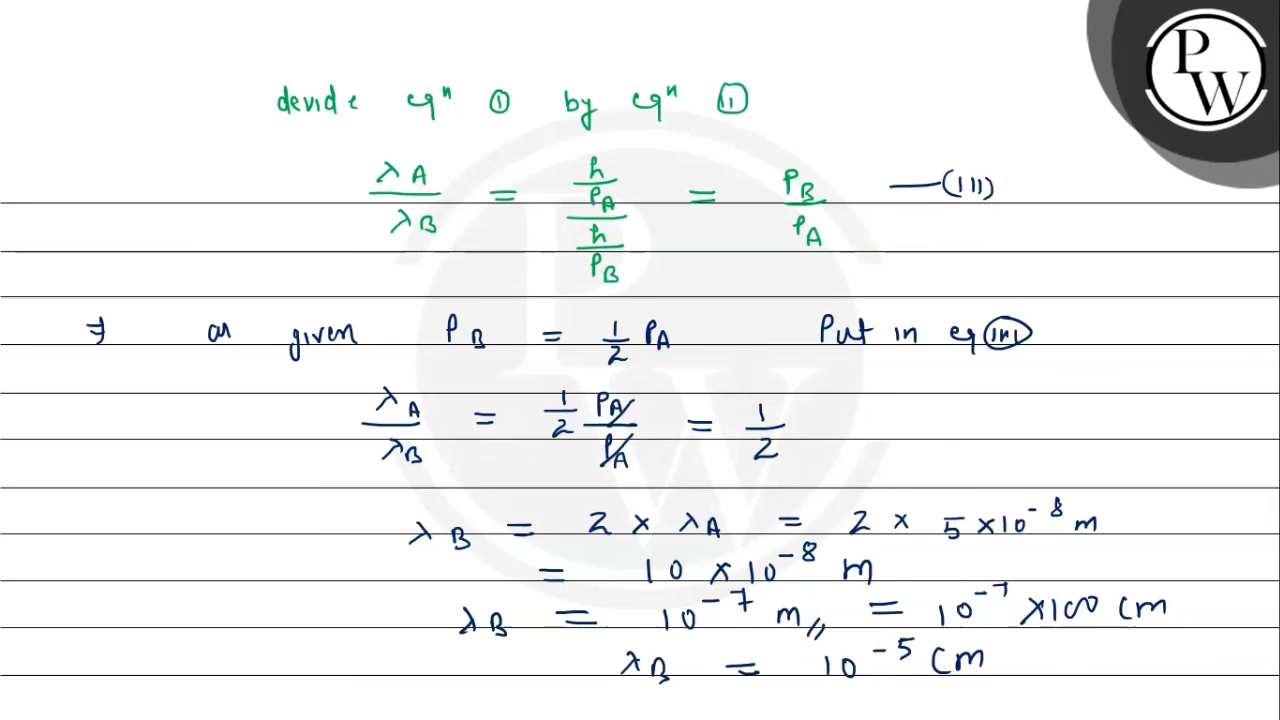 PW
devide eqⁿ ① by eqⁿ ⑪
λA/λB = (h/PA)/(h/PB) = PB/PA —(III)
⇒ as given PB = 1/2 PA Put in eq (III)
λA/λB = 1/2 PA/PA = 1/2
λB = 2 × λA = 2 × 5 × 10⁻⁸ m
= 10 × 10⁻⁸ m
λB = 10⁻⁷ m,, = 10⁻⁷ × 100 cm
λB = 10⁻⁵ cm